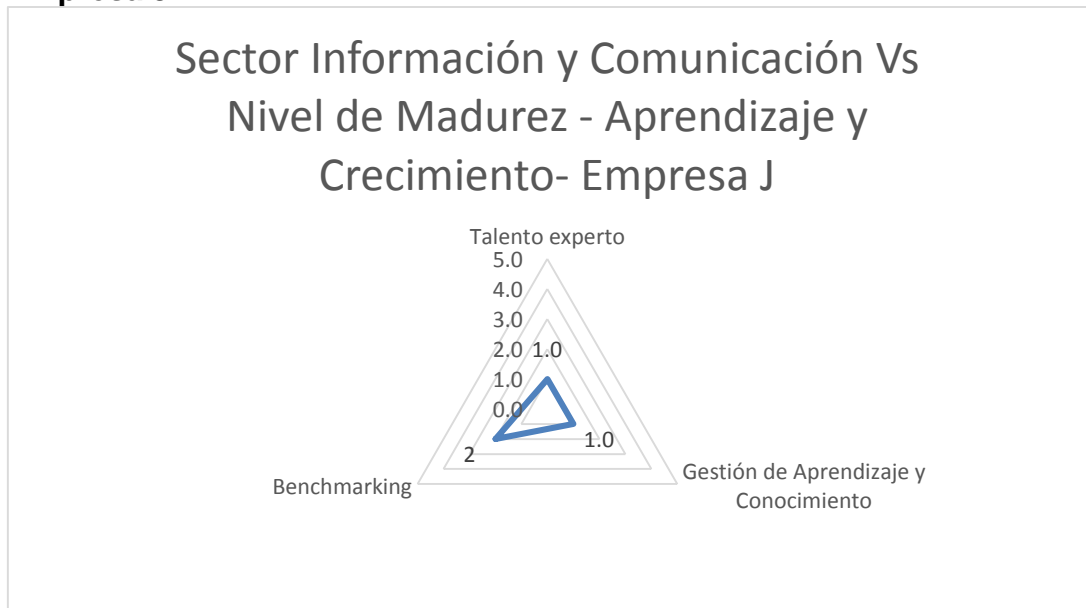 Sector Información y Comunicación Vs
Nivel de Madurez - Aprendizaje y
Crecimiento- Empresa J
Talento experto
5.0
4.0
3.0
2.0
1.0
1.0
0.0
1.0
2
Gestión de Aprendizaje y
Conocimiento
Benchmarking